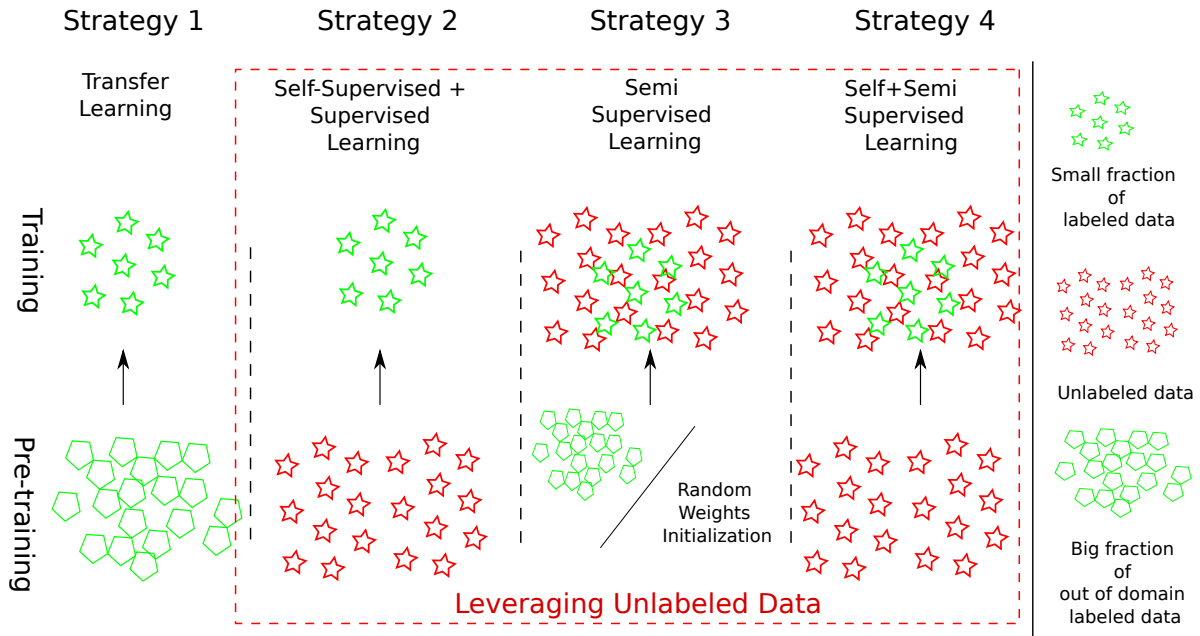 Strategy 1
Strategy 2
Strategy 3
Strategy 4
Transfer
Learning
Self-Supervised +
Supervised
Learning
Semi
Supervised
Learning
Self+Semi
Supervised
Learning
Training
Pre-training
Random
Weights
Initialization
Leveraging Unlabeled Data
Small fraction
of
labeled data
Unlabeled data
Big fraction
of
out of domain
labeled data